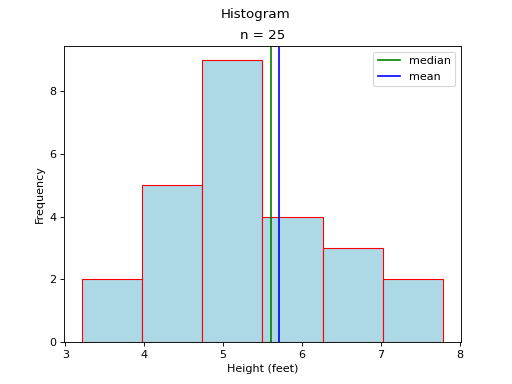 Histogram
n = 25
median
mean
Frequency
8
6
4
2
0
3 4 5 6 7 8
Height (feet)